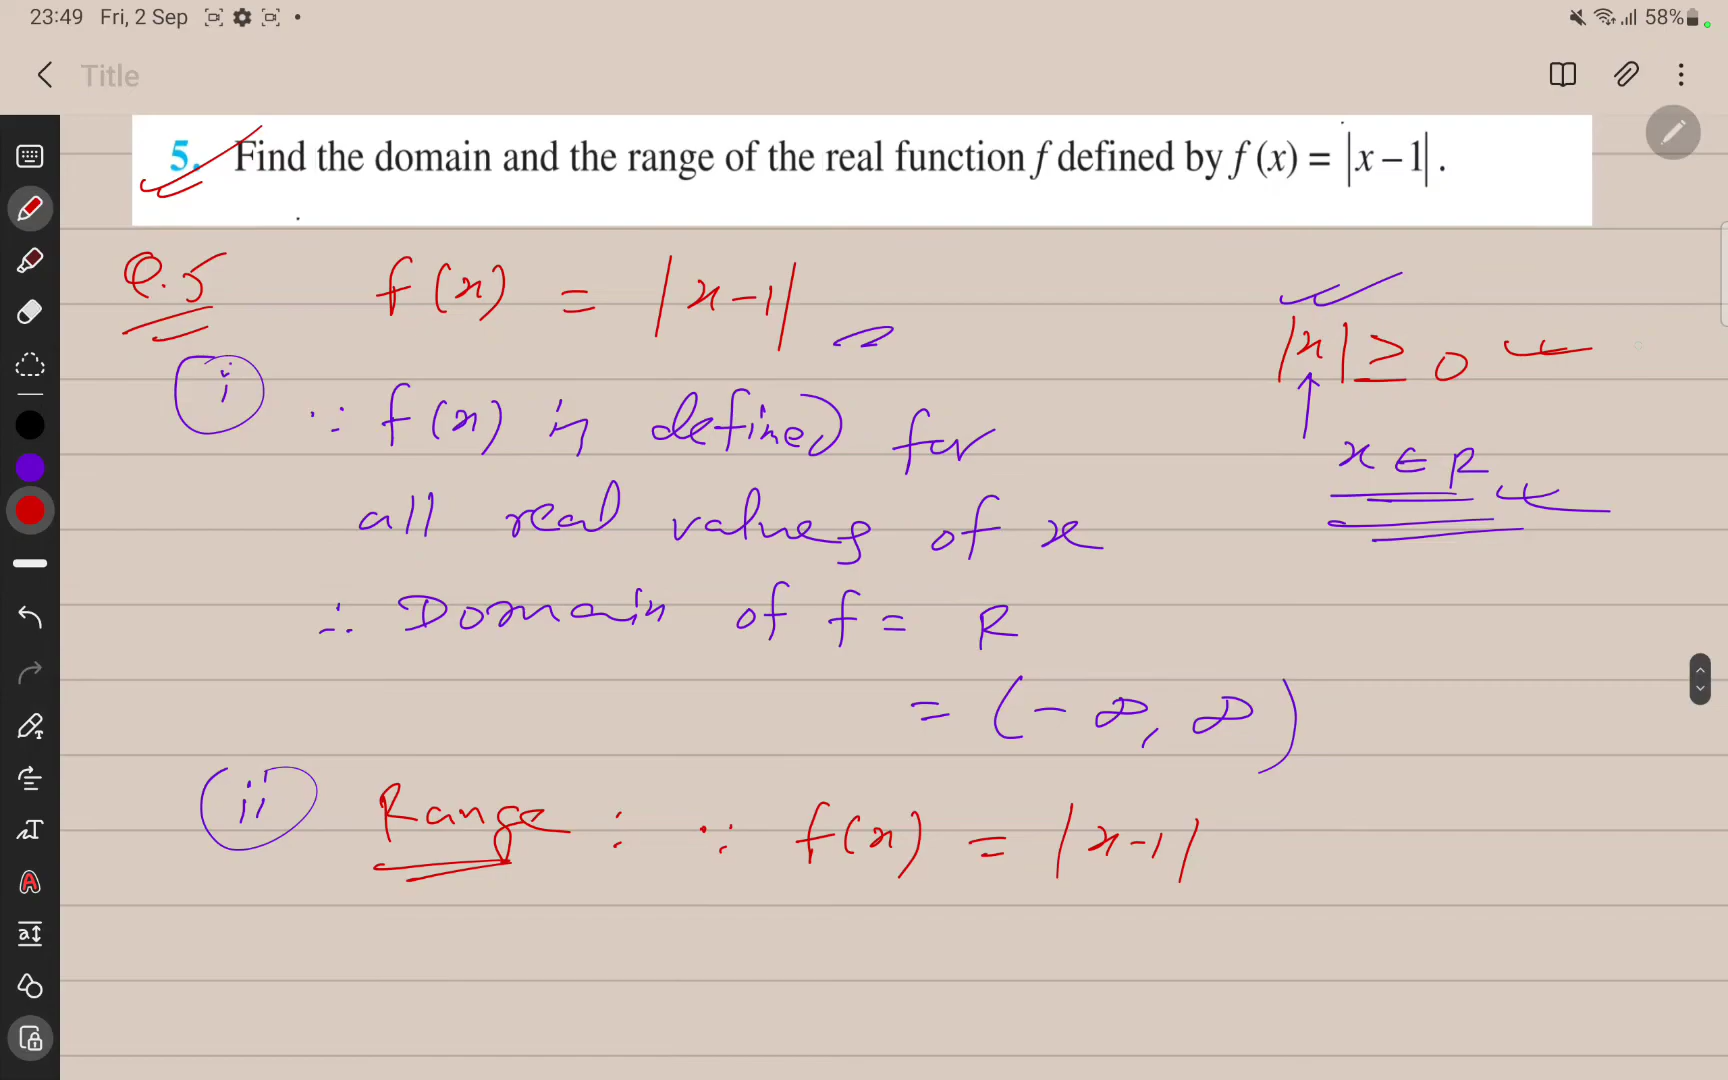 23:49 Fri, 2 Sep
58%
Title
5. Find the domain and the range of the real function f defined by f (x) = |x – 1| .
Q.5 f(x) = |x-1|
|x| ≥ 0
(i) ∵ f(x) is defined for
x ∈ R
all real values of x
∴ Domain of f = R
= (-∞, ∞)
(ii) Range : ∵ f(x) = |x-1|